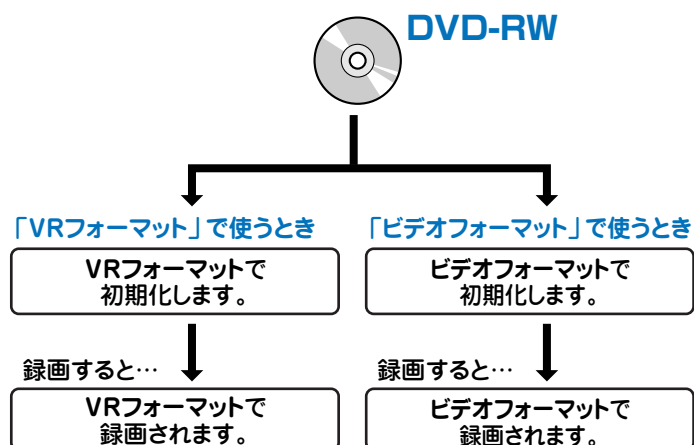 DVD-RW
「VRフォーマット」で使うとき
VRフォーマットで
初期化します。
録画すると…
VRフォーマットで
録画されます。
「ビデオフォーマット」で使うとき
ビデオフォーマットで
初期化します。
録画すると…
ビデオフォーマットで
録画されます。